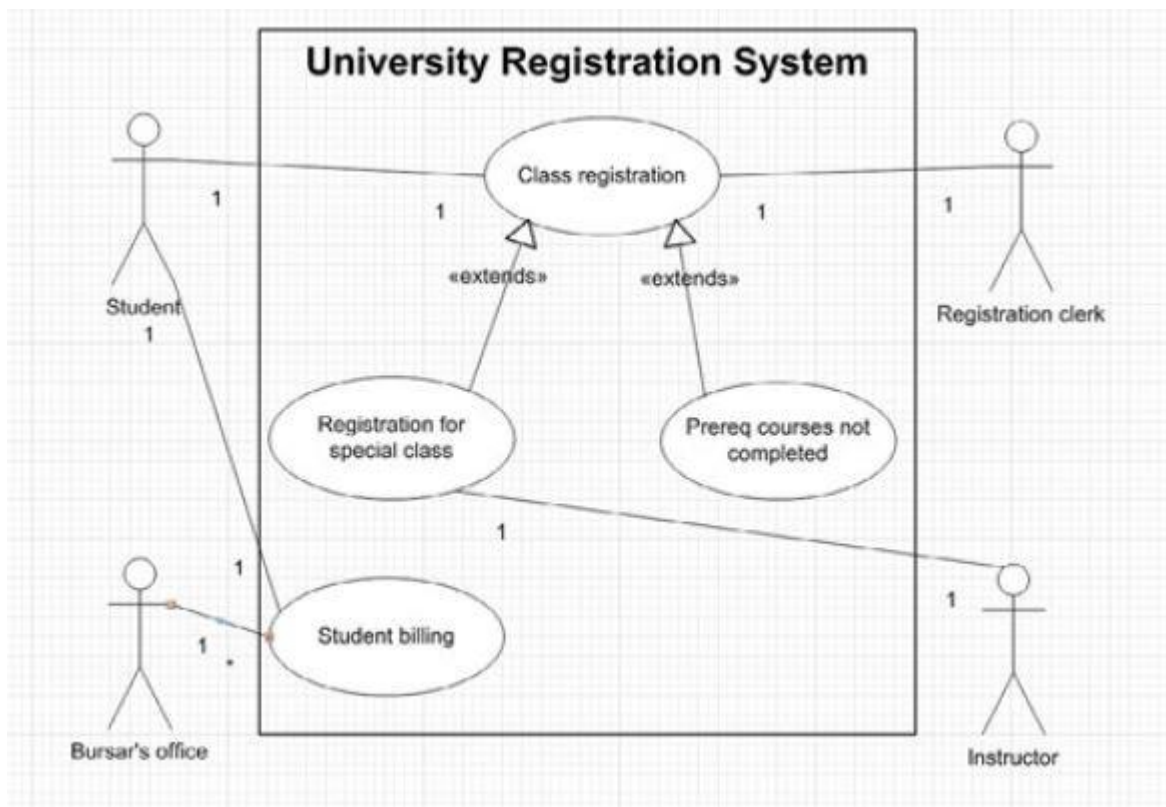 University Registration System
Class registration
1
1
1
1
«extends»
«extends»
Student
1
Registration clerk
Registration for
special class
Prereq courses not
completed
1
1
1
Student billing
1
*
Bursar's office
Instructor